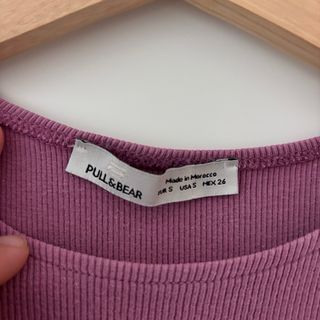 PULL&BEAR
Made in Morocco
EUR S USA S MEX 26